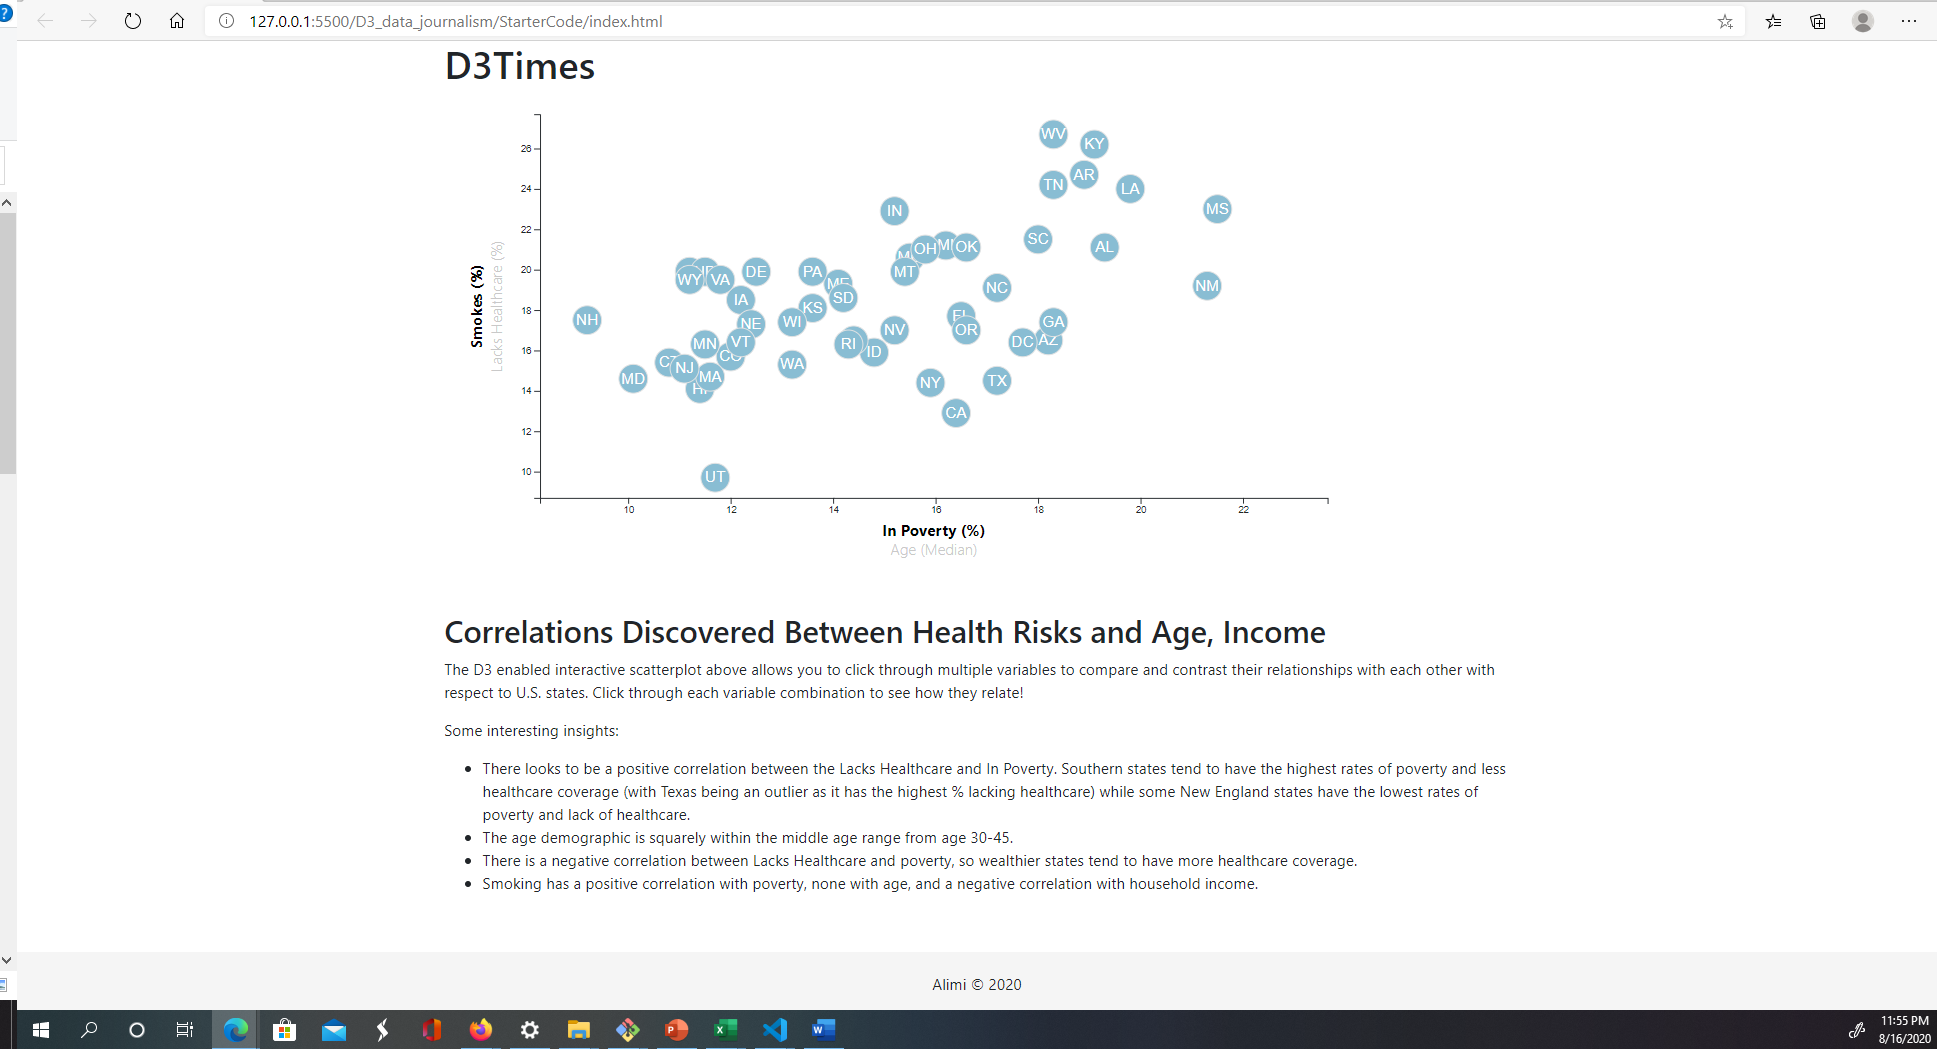 127.0.0.1:5500/D3_data_journalism/StarterCode/index.html
D3Times
26
24
22
20
18
16
14
12
10
Smokes (%)
Lacks Healthcare (%)
WV
KY
AR
TN
LA
MS
IN
SC
AL
OH
OK
MT
NM
NC
DE
PA
WY
VA
SD
IA
KS
NH
NE
WI
NV
OR
GA
MN
VT
RI
ID
DC
AZ
WA
NJ
MA
MD
NY
TX
CA
UT
10 12 14 16 18 20 22
In Poverty (%)
Age (Median)
Correlations Discovered Between Health Risks and Age, Income
The D3 enabled interactive scatterplot above allows you to click through multiple variables to compare and contrast their relationships with each other with
respect to U.S. states. Click through each variable combination to see how they relate!
Some interesting insights:
• There looks to be a positive correlation between the Lacks Healthcare and In Poverty. Southern states tend to have the highest rates of poverty and less
healthcare coverage (with Texas being an outlier as it has the highest % lacking healthcare) while some New England states have the lowest rates of
poverty and lack of healthcare.
• The age demographic is squarely within the middle age range from age 30-45.
• There is a negative correlation between Lacks Healthcare and poverty, so wealthier states tend to have more healthcare coverage.
• Smoking has a positive correlation with poverty, none with age, and a negative correlation with household income.
Alimi © 2020
11:55 PM
8/16/2020